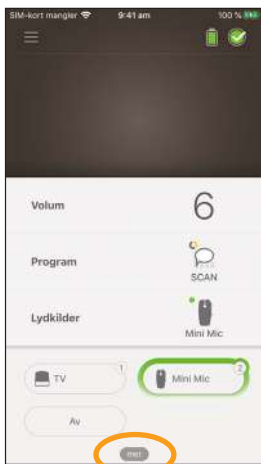 SIM-kort mangler 9:41 am 100 %
Volum 6
Program
SCAN
Lydkilder
Mini Mic
TV 1 Mini Mic 2
Av
mer